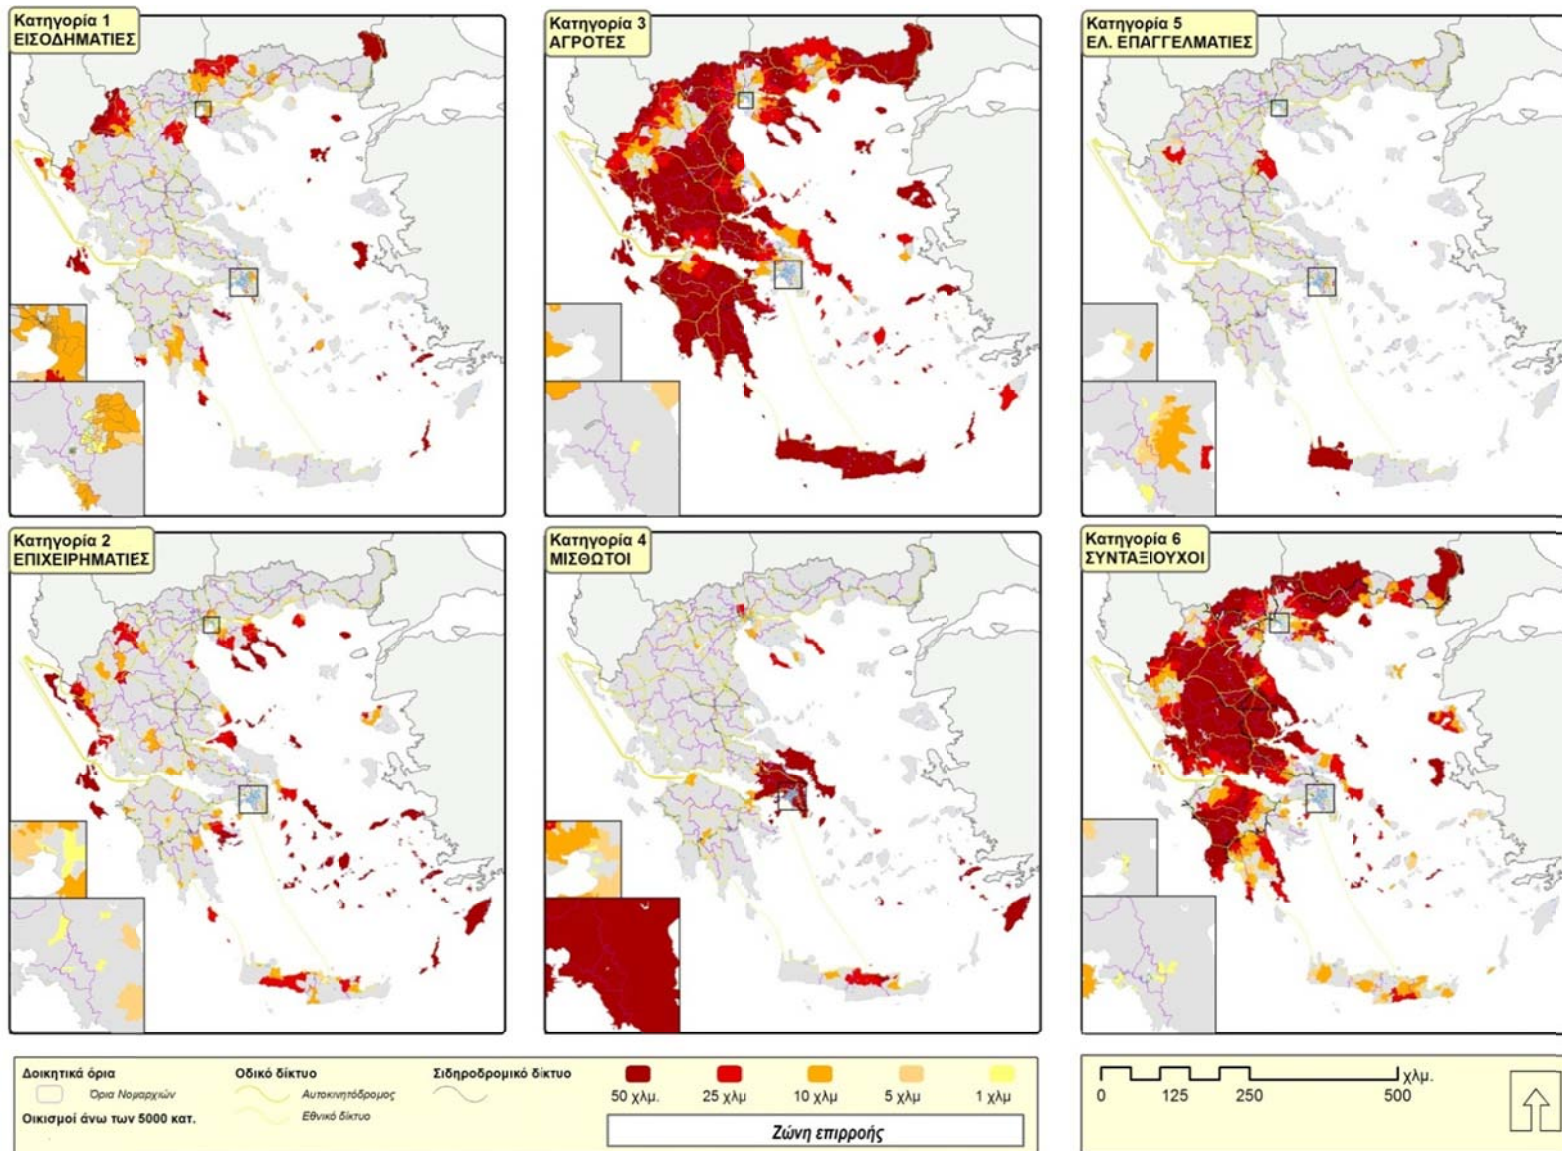 Κατηγορία 1
ΕΙΣΟΔΗΜΑΤΙΕΣ
Κατηγορία 3
ΑΓΡΟΤΕΣ
Κατηγορία 5
ΕΛ. ΕΠΑΓΓΕΛΜΑΤΙΕΣ
Κατηγορία 2
ΕΠΙΧΕΙΡΗΜΑΤΙΕΣ
Κατηγορία 4
ΜΙΣΘΩΤΟΙ
Κατηγορία 6
ΣΥΝΤΑΞΙΟΥΧΟΙ
Δοικητικά όρια
Όρια Νομαρχιών
Οικισμοί άνω των 5000 κατ.
Οδικό δίκτυο
Αυτοκινητόδρομος
Εθνικό δίκτυο
Σιδηροδρομικό δίκτυο
50 χλμ. 25 χλμ 10 χλμ 5 χλμ 1 χλμ
Ζώνη επιρροής
χλμ.
0 125 250 500